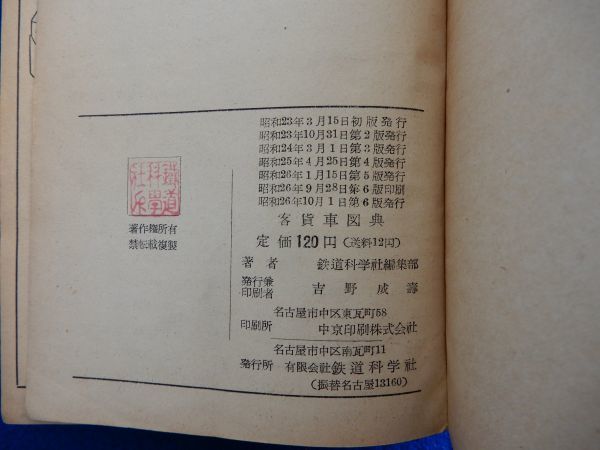 昭和23年3月15日初版発行
昭和23年10月31日第2版発行
昭和24年3月1日第3版発行
昭和25年4月25日第4版発行
昭和26年1月15日第5版発行
昭和26年9月28日第6版印刷
昭和26年10月1日第6版発行
客貨車図典
定価120円(送料12円)
著者 鉄道科学社編集部
発行兼印刷者 吉野成壽
名古屋市中区東瓦町58
印刷所 中京印刷株式会社
名古屋市中区南瓦町11
発行所 有限会社鉄道科学社
(振替名古屋13160)
鐵道
科學
社
著作権所有
禁転載複製